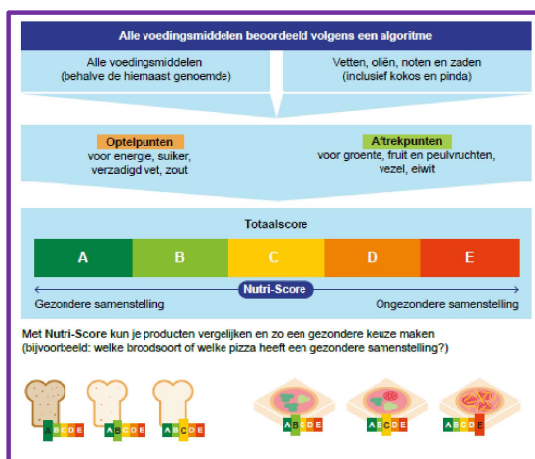 Alle voedingsmiddelen beoordeeld volgens een algoritme
Alle voedingsmiddelen
(behalve de hiernaast genoemde)
Vetten, oliën, noten en zaden
(inclusief kokos en pinda)
Optelpunten
voor energie, suiker,
verzadigd vet, zout
Aftrekpunten
voor groente, fruit en peulvruchten,
vezel, eiwit
Totaalscore
A B C D E
Nutri-Score
Gezondere samenstelling
Ongezondere samenstelling
Met Nutri-Score kun je producten vergelijken en zo een gezondere keuze maken
(bijvoorbeeld: welke broodsoort of welke pizza heeft een gezondere samenstelling?)
A B C D E
A B C D E
A B C D E
A B C D E
A B C D E
A B C D E